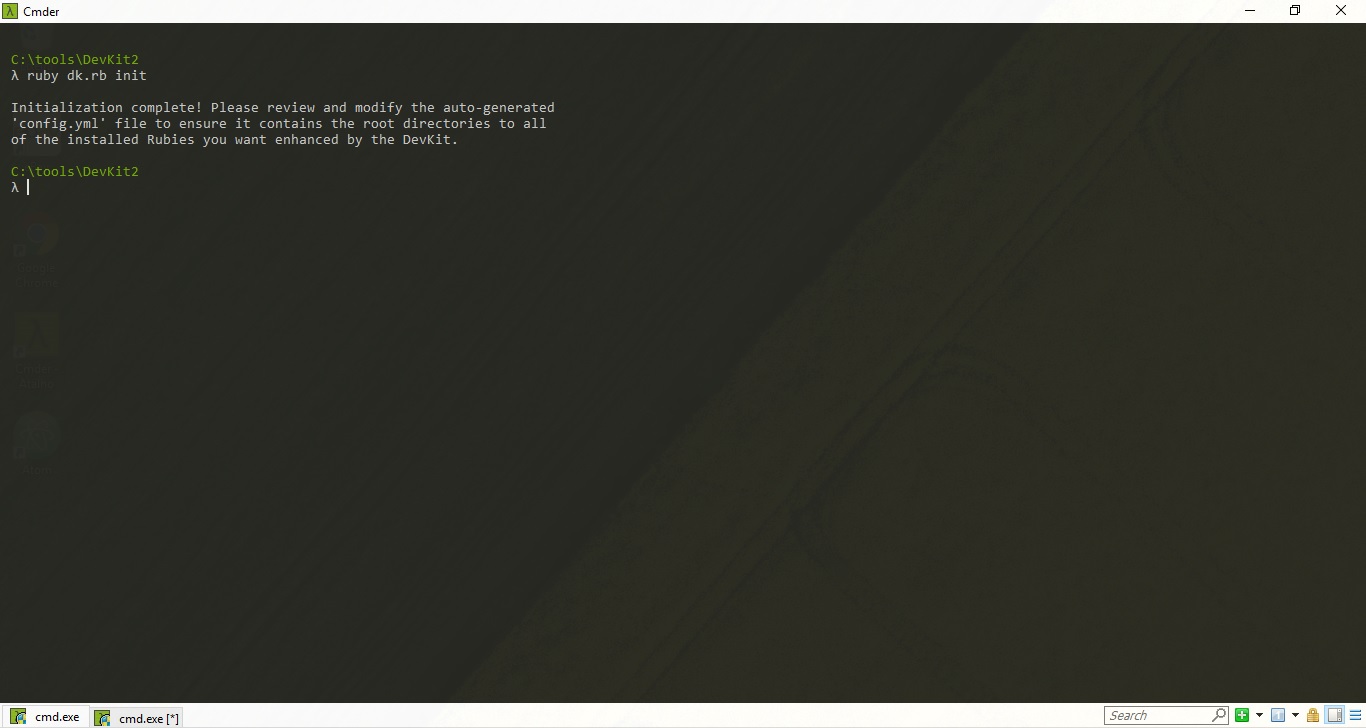 Cmder
C:\tools\DevKit2
λ ruby dk.rb init
Initialization complete! Please review and modify the auto-generated
'config.yml' file to ensure it contains the root directories to all
of the installed Rubies you want enhanced by the DevKit.
C:\tools\DevKit2
λ
Google
Chrome
cmd.exe
cmd.exe [*]
Search